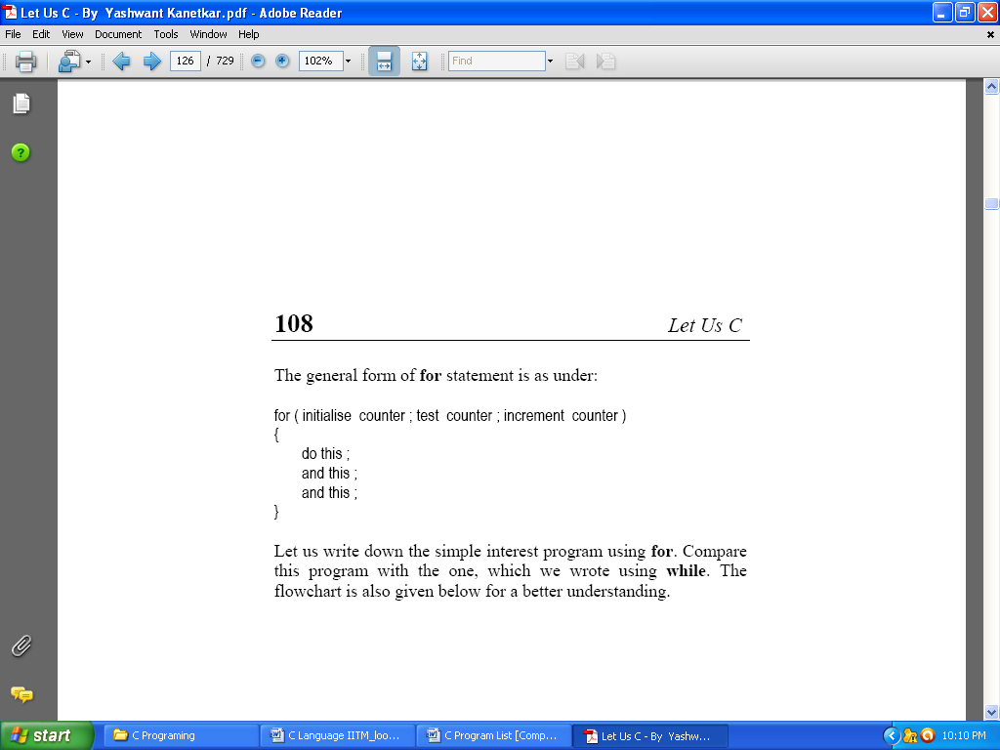 Let Us C - By  Yashwant Kanetkar.pdf - Adobe Reader
File Edit View Document Tools Window Help
126 / 729 102% Find
108 Let Us C
The general form of for statement is as under:
for ( initialise  counter ; test  counter ; increment  counter )
{
do this ;
and this ;
and this ;
}
Let us write down the simple interest program using for. Compare
this program with the one, which we wrote using while. The
flowchart is also given below for a better understanding.
start C Programing C Language IITM_loo... C Program List [Comp... Let Us C - By  Yashw... 10:10 PM